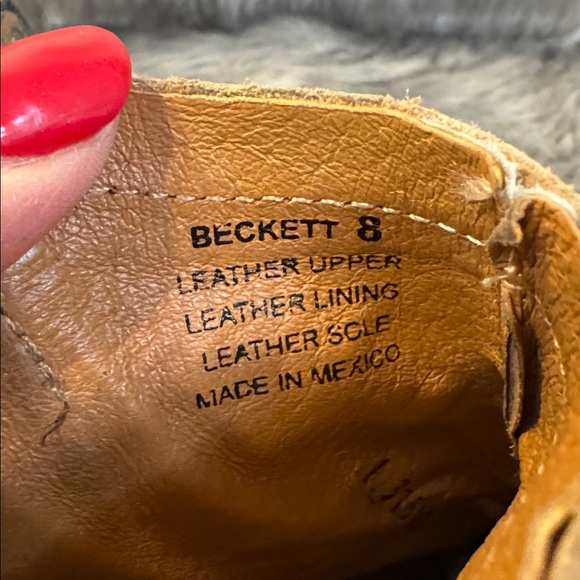 BECKETT 8
LEATHER UPPER
LEATHER LINING
LEATHER SOLE
MADE IN MEXICO